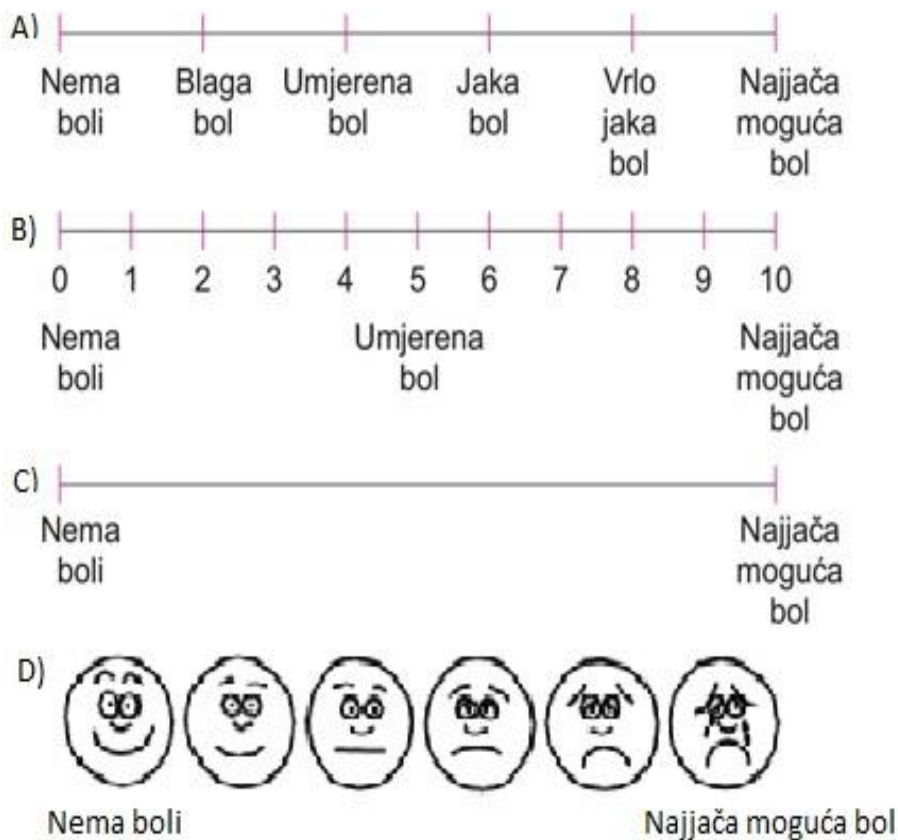 A)
Nema Blaga Umjerena Jaka Vrlo Najjača
boli bol bol bol jaka moguća
bol bol
B)
0 1 2 3 4 5 6 7 8 9 10
Nema Umjerena Najjača
boli bol moguća
bol
C)
Nema Najjača
boli moguća
bol
D)
Nema boli Najjača moguća bol